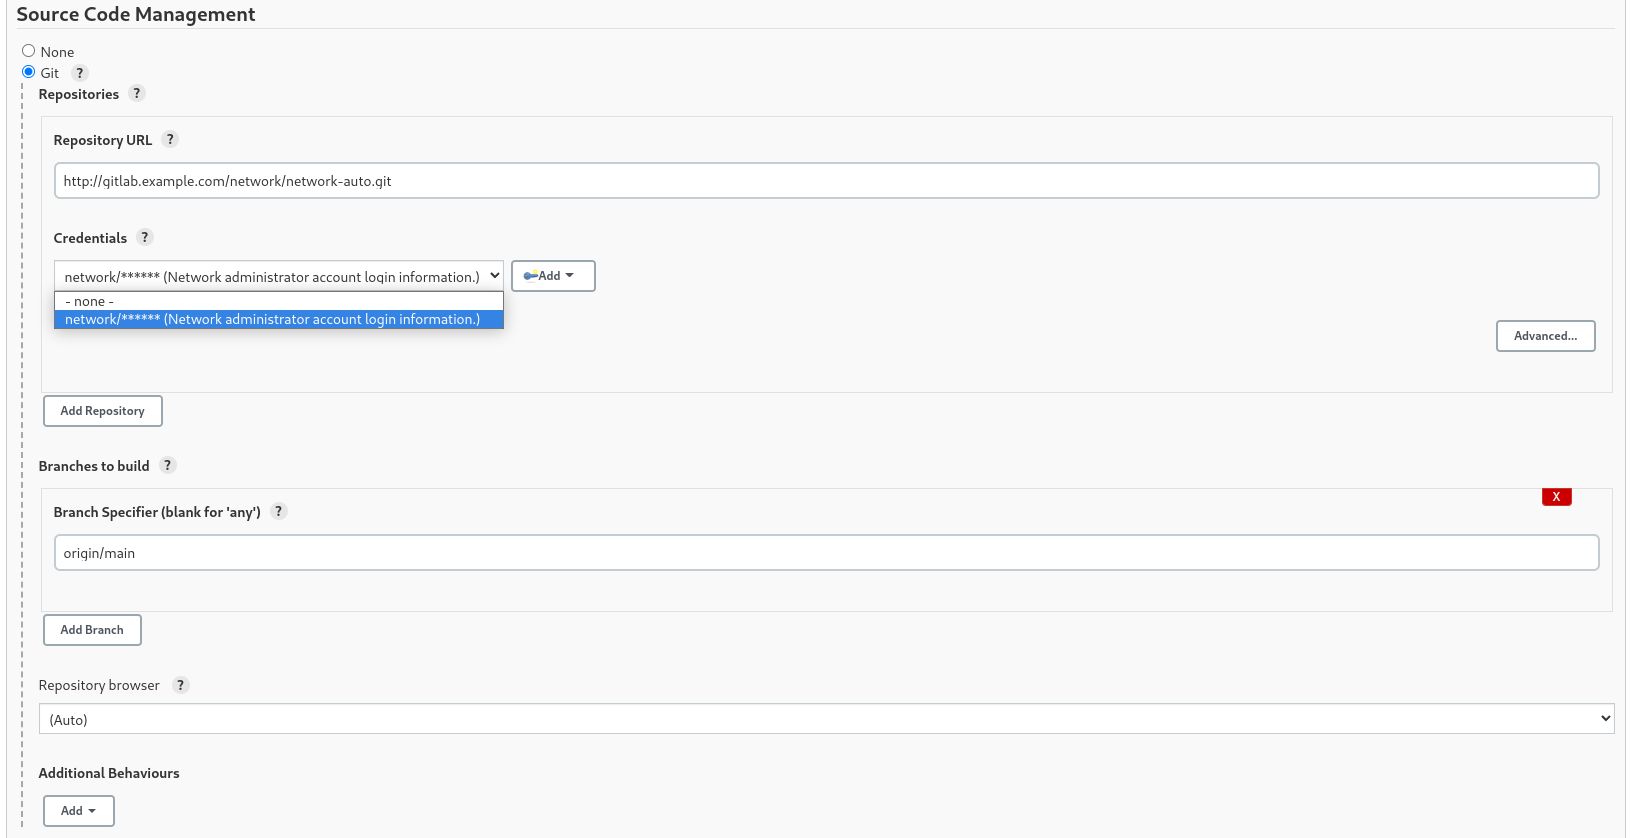 Source Code Management
None
Git ?
Repositories ?
Repository URL ?
http://gitlab.example.com/network/network-auto.git
Credentials ?
network/****** (Network administrator account login information.) Add
- none -
network/****** (Network administrator account login information.)
Advanced...
Add Repository
Branches to build ?
X
Branch Specifier (blank for 'any') ?
origin/main
Add Branch
Repository browser ?
(Auto)
Additional Behaviours
Add